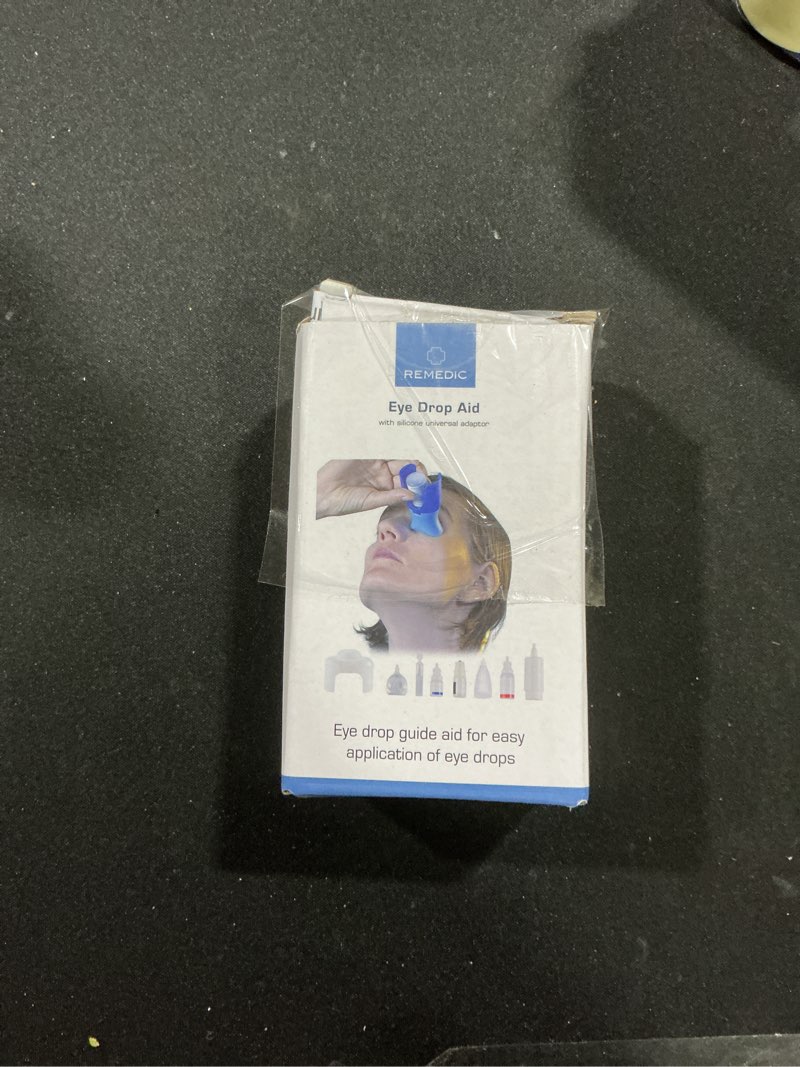 REMEDIC
Eye Drop Aid
with silicone universal adaptor
Eye drop guide aid for easy
application of eye drops